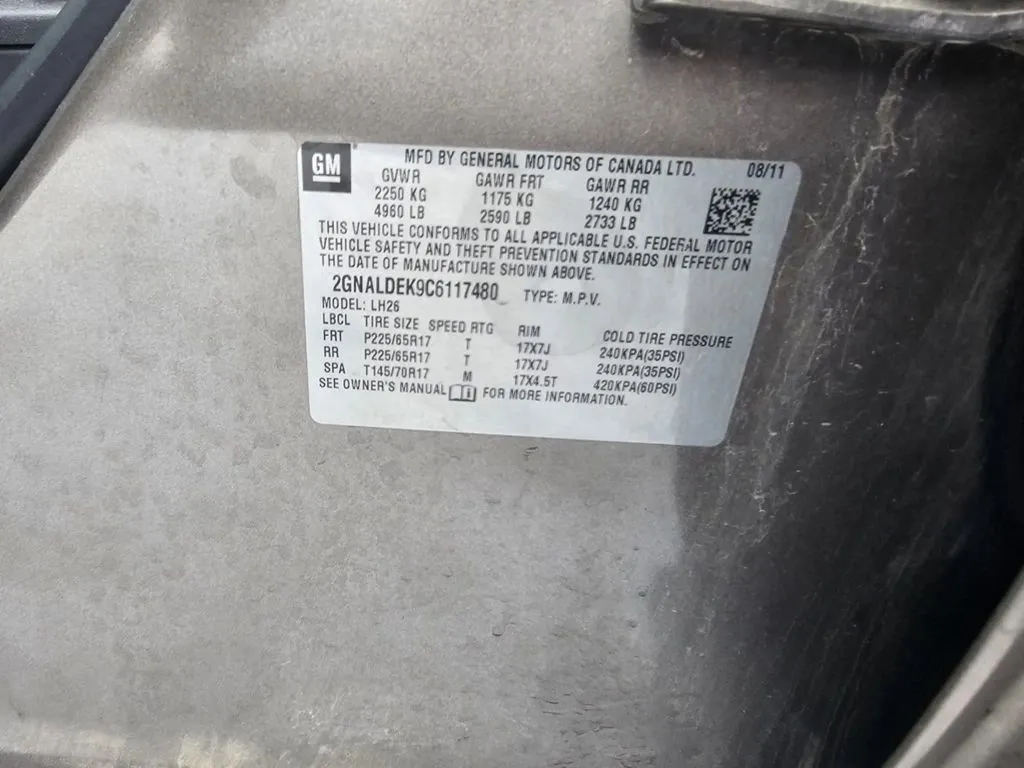 GM MFD BY GENERAL MOTORS OF CANADA LTD. 08/11
GVWR GAWR FRT GAWR RR
2250 KG 1175 KG 1240 KG
4960 LB 2590 LB 2733 LB
THIS VEHICLE CONFORMS TO ALL APPLICABLE U.S. FEDERAL MOTOR
VEHICLE SAFETY AND THEFT PREVENTION STANDARDS IN EFFECT ON
THE DATE OF MANUFACTURE SHOWN ABOVE.
2GNALDEK9C6117480 TYPE: M.P.V.
MODEL: LH26
LBCL TIRE SIZE SPEED RTG RIM COLD TIRE PRESSURE
FRT P225/65R17 T 17X7J 240KPA(35PSI)
RR P225/65R17 T 17X7J 240KPA(35PSI)
SPA T145/70R17 M 17X4.5T 420KPA(60PSI)
SEE OWNER'S MANUAL FOR MORE INFORMATION.